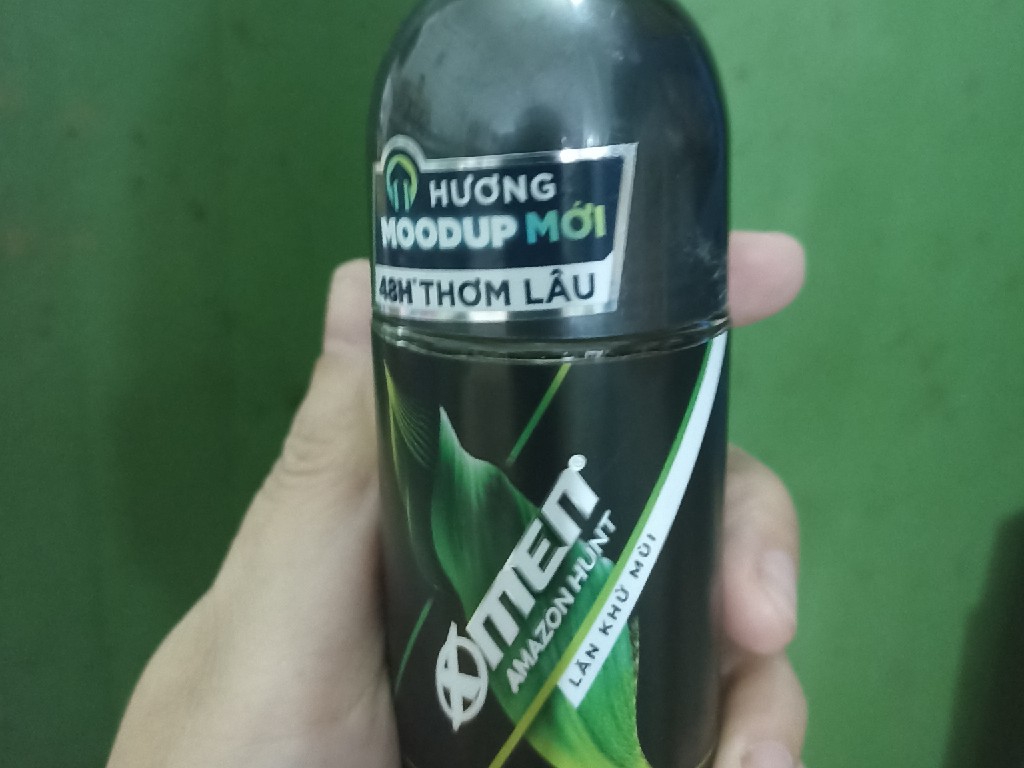 HƯƠNG
MOODUP MỚI
48H* THƠM LÂU
XMEN
AMAZON HUNT
LĂN KHỬ MÙI